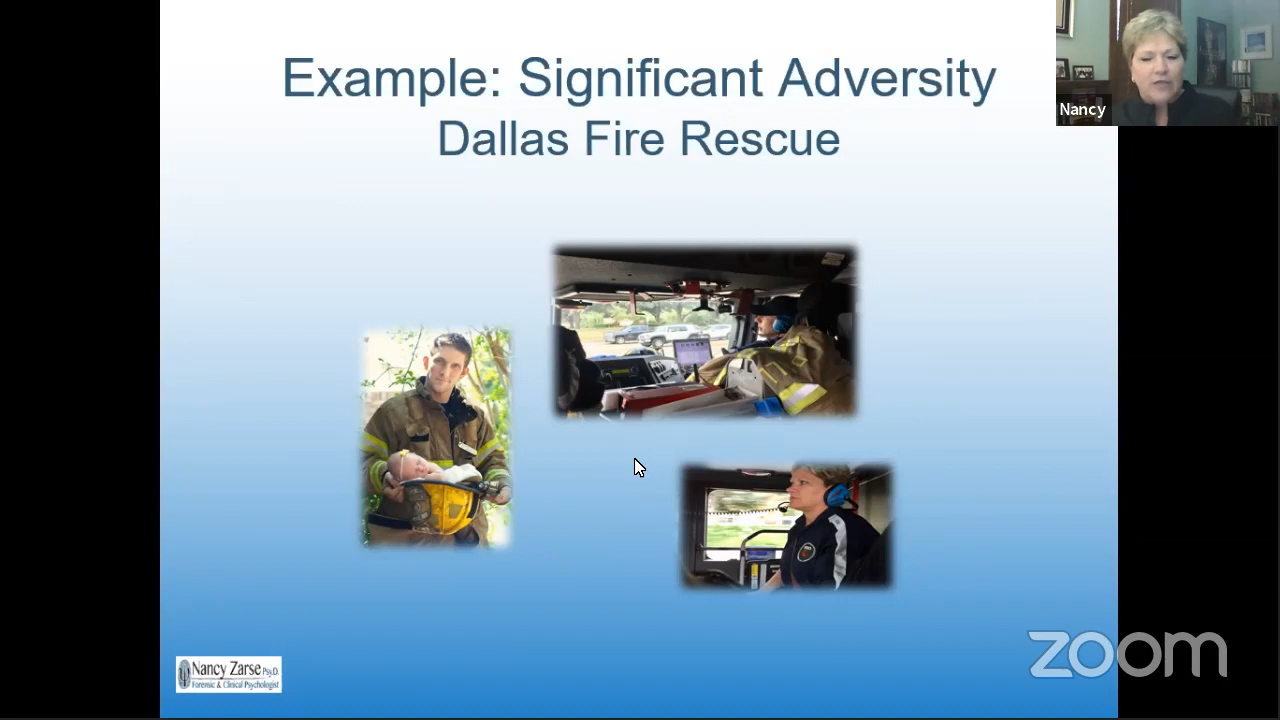 Example: Significant Adversity
Dallas Fire Rescue
Nancy
Nancy Zarse Psy.D.
Forensic & Clinical Psychologist
zoom